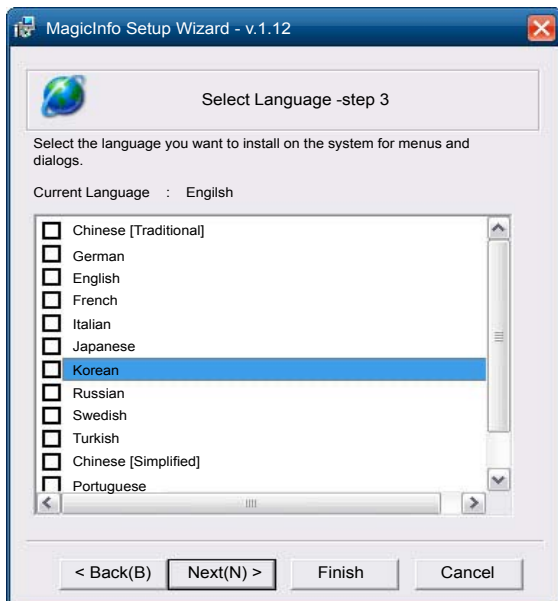 MagicInfo Setup Wizard - v.1.12
Select Language -step 3
Select the language you want to install on the system for menus and
dialogs.
Current Language : Engilsh
Chinese [Traditional]
German
English
French
Italian
Japanese
Korean
Russian
Swedish
Turkish
Chinese [Simplified]
Portuguese
< Back(B) Next(N) > Finish Cancel